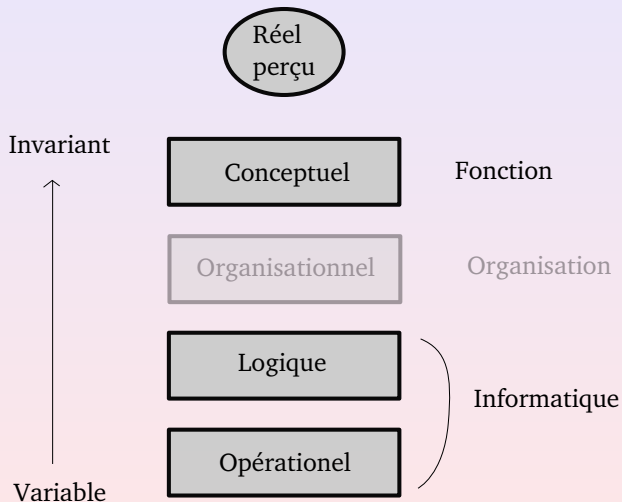 Réel
perçu
Invariant
Conceptuel
Fonction
Organisationnel
Organisation
Logique
Informatique
Opérationel
Variable